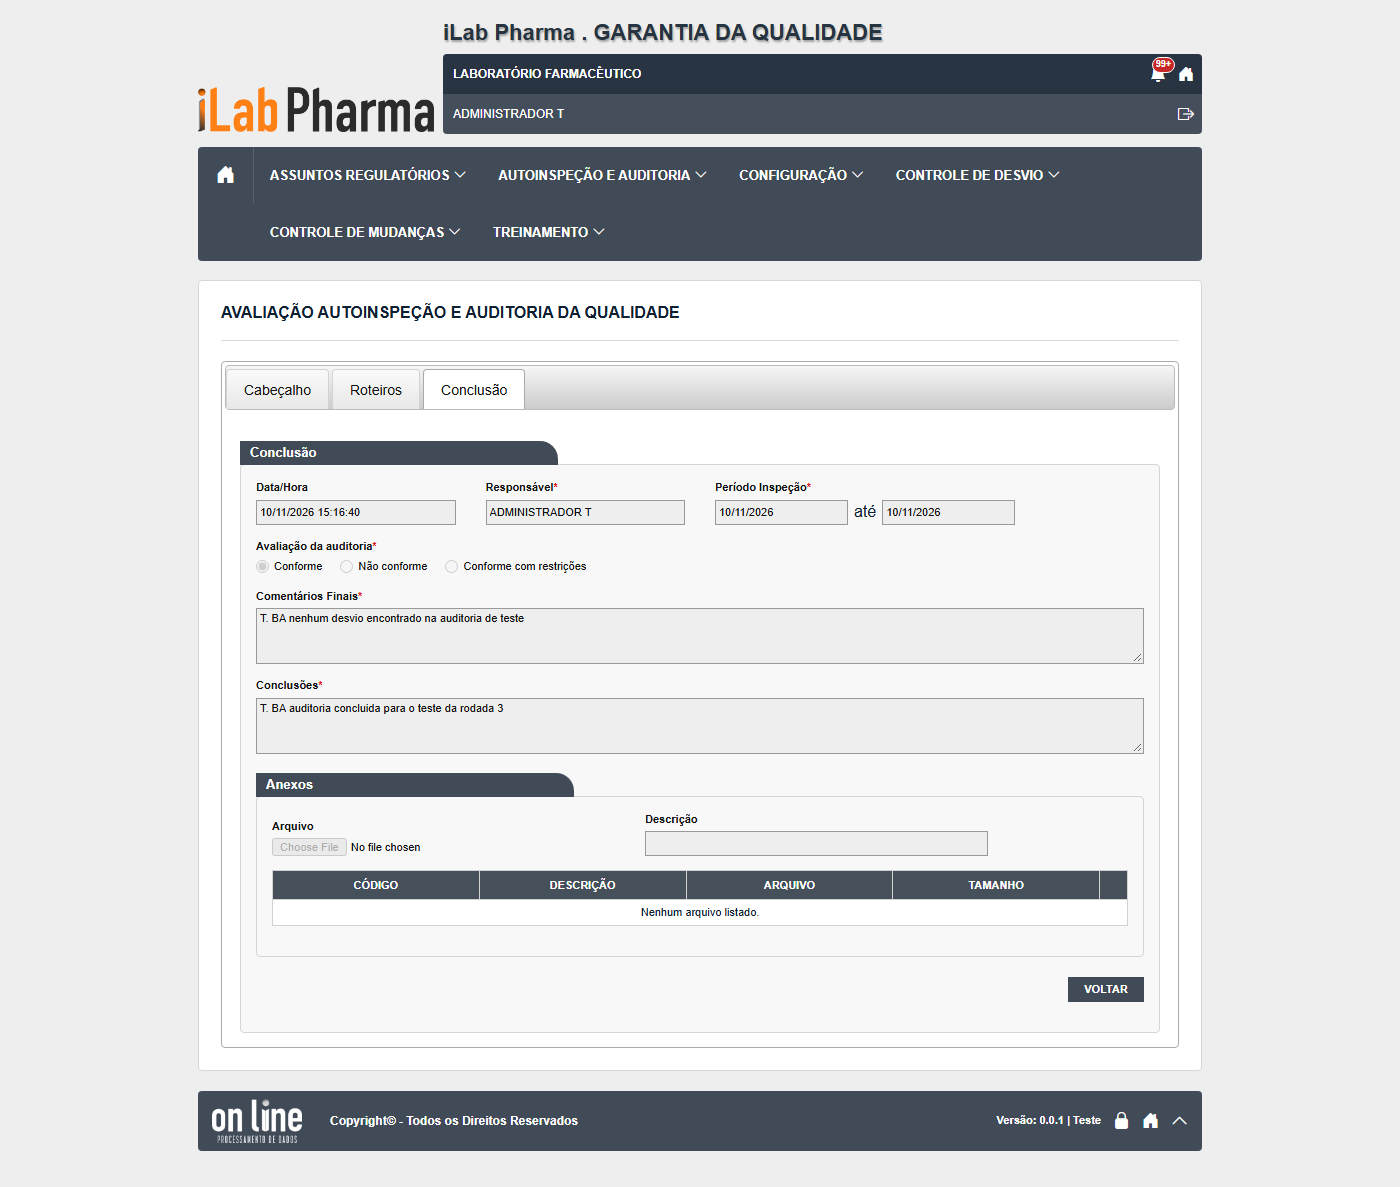 iLab Pharma . GARANTIA DA QUALIDADE
iLab Pharma
LABORATÓRIO FARMACÊUTICO
99+
ADMINISTRADOR T
ASSUNTOS REGULATÓRIOS
AUTOINSPEÇÃO E AUDITORIA
CONFIGURAÇÃO
CONTROLE DE DESVIO
CONTROLE DE MUDANÇAS
TREINAMENTO
AVALIAÇÃO AUTOINSPEÇÃO E AUDITORIA DA QUALIDADE
Cabeçalho
Roteiros
Conclusão
Conclusão
Data/Hora
Responsável*
Período Inspeção*
10/11/2026 15:16:40
ADMINISTRADOR T
10/11/2026 até 10/11/2026
Avaliação da auditoria*
Conforme
Não conforme
Conforme com restrições
Comentários Finais*
T. BA nenhum desvio encontrado na auditoria de teste
Conclusões*
T. BA auditoria concluida para o teste da rodada 3
Anexos
Arquivo
Descrição
Choose File No file chosen
CÓDIGO
DESCRIÇÃO
ARQUIVO
TAMANHO
Nenhum arquivo listado.
VOLTAR
on line
PROCESSAMENTO DE DADOS
Copyright© - Todos os Direitos Reservados
Versão: 0.0.1 | Teste